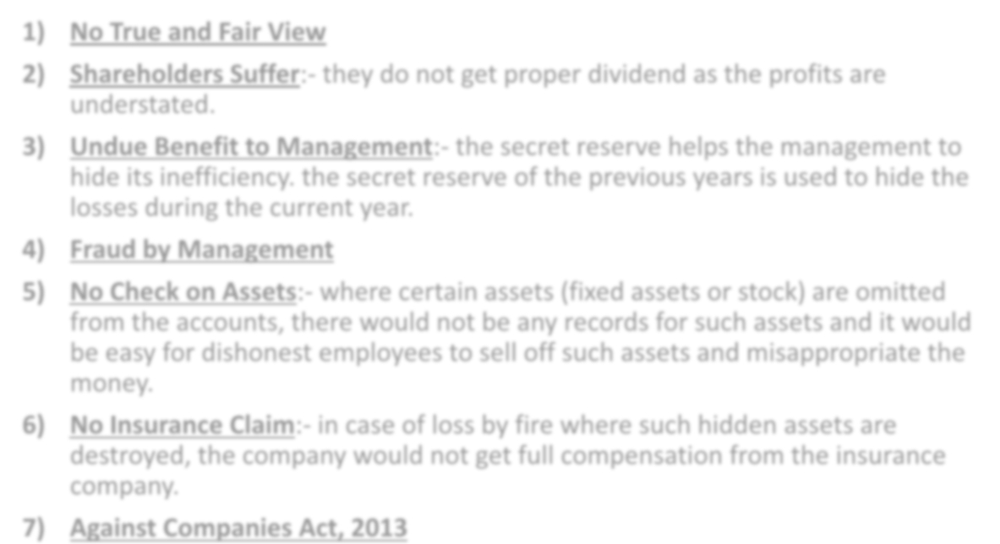 1) No True and Fair View
2) Shareholders Suffer:- they do not get proper dividend as the profits are
understated.
3) Undue Benefit to Management:- the secret reserve helps the management to
hide its inefficiency. the secret reserve of the previous years is used to hide the
losses during the current year.
4) Fraud by Management
5) No Check on Assets:- where certain assets (fixed assets or stock) are omitted
from the accounts, there would not be any records for such assets and it would
be easy for dishonest employees to sell off such assets and misappropriate the
money.
6) No Insurance Claim:- in case of loss by fire where such hidden assets are
destroyed, the company would not get full compensation from the insurance
company.
7) Against Companies Act, 2013